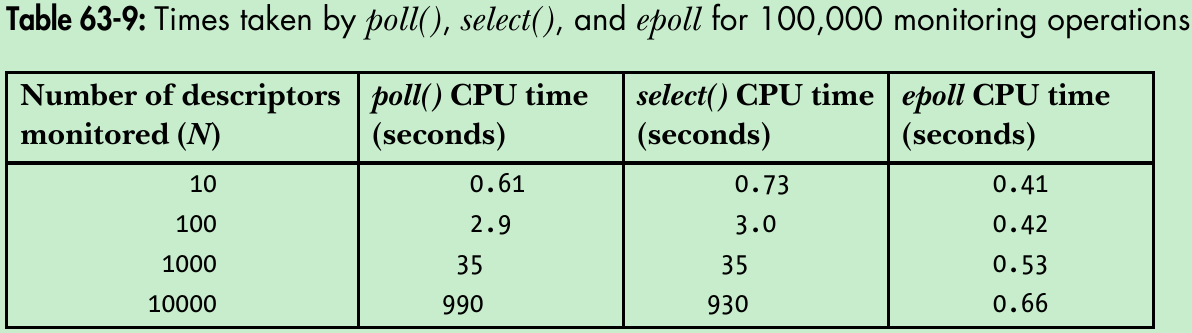 Table 63-9: Times taken by poll(), select(), and epoll for 100,000 monitoring operations
Number of descriptors monitored (N) poll() CPU time (seconds) select() CPU time (seconds) epoll CPU time (seconds)
10 0.61 0.73 0.41
100 2.9 3.0 0.42
1000 35 35 0.53
10000 990 930 0.66